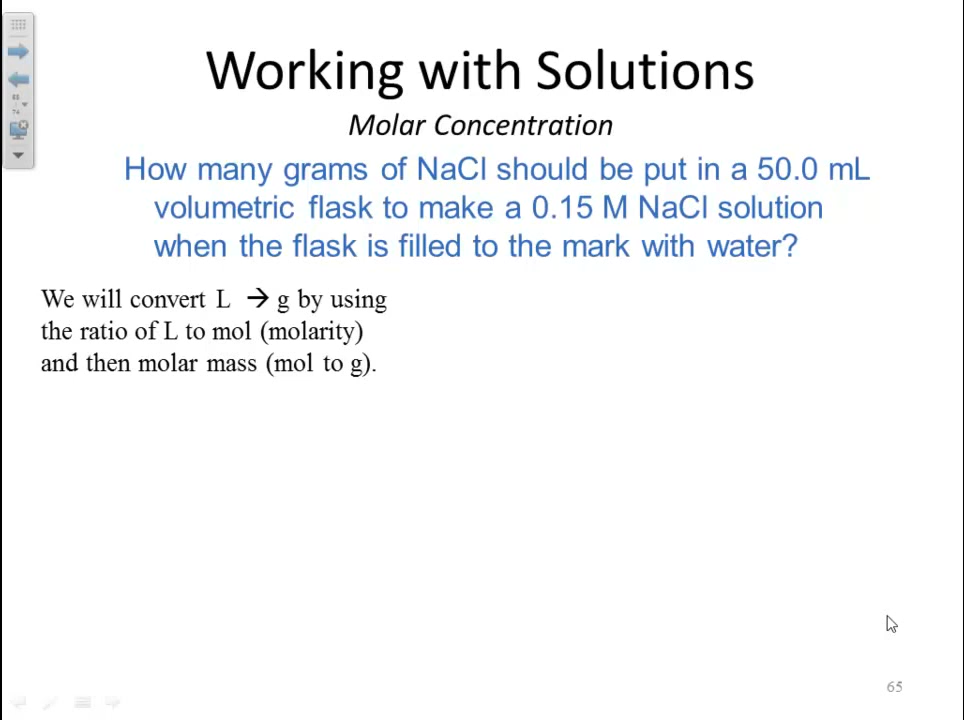 Working with Solutions
Molar Concentration
How many grams of NaCl should be put in a 50.0 mL
volumetric flask to make a 0.15 M NaCl solution
when the flask is filled to the mark with water?
We will convert L → g by using
the ratio of L to mol (molarity)
and then molar mass (mol to g).
65